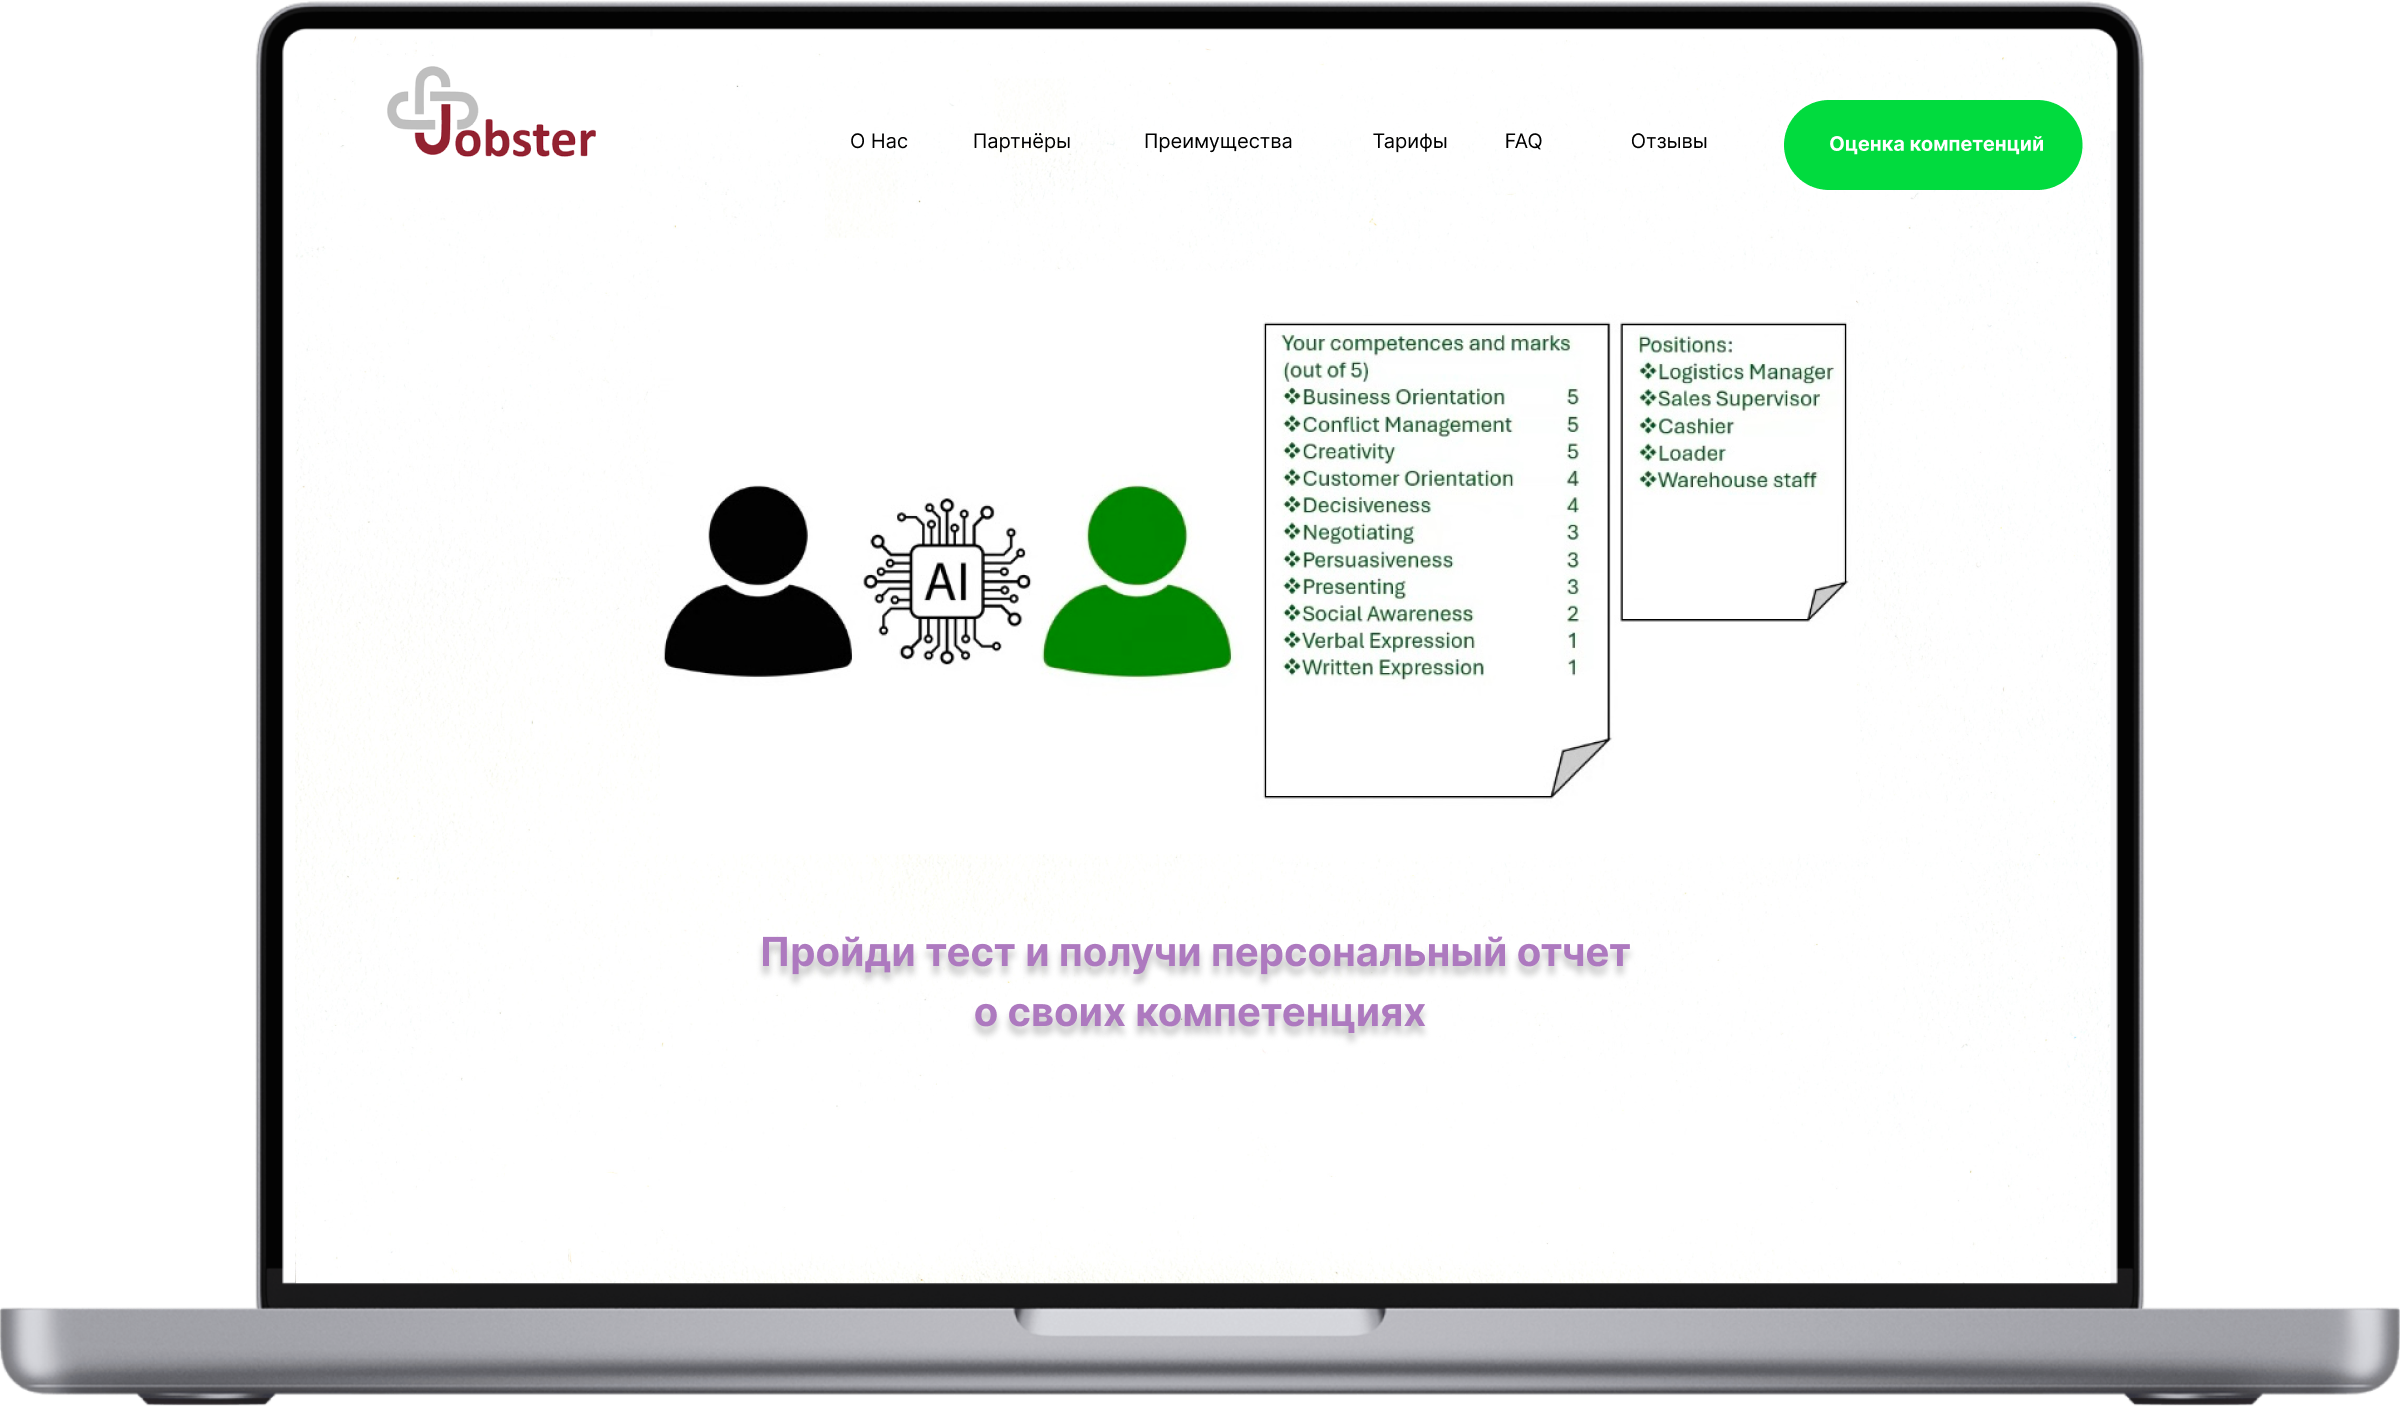 Jobster
О Нас Партнёры Преимущества Тарифы FAQ Отзывы Оценка компетенций
AI
Your competences and marks
(out of 5)
❖Business Orientation 5
❖Conflict Management 5
❖Creativity 5
❖Customer Orientation 4
❖Decisiveness 4
❖Negotiating 3
❖Persuasiveness 3
❖Presenting 3
❖Social Awareness 2
❖Verbal Expression 1
❖Written Expression 1
Positions:
❖Logistics Manager
❖Sales Supervisor
❖Cashier
❖Loader
❖Warehouse staff
Пройди тест и получи персональный отчет
о своих компетенциях